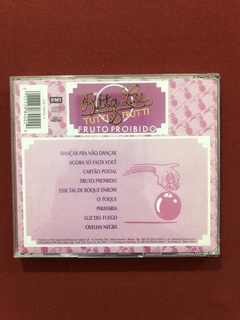 EMI
Rita Lee
TUTTI FRUTTI
FRUTO PROIBIDO
DANÇAR PRA NÃO DANÇAR
AGORA SÓ FALTA VOCÊ
CARTÃO POSTAL
FRUTO PROIBIDO
ESSE TAL DE ROQUE ENROW
O TOQUE
PIRATARIA
LUZ DEL FUEGO
OVELHA NEGRA